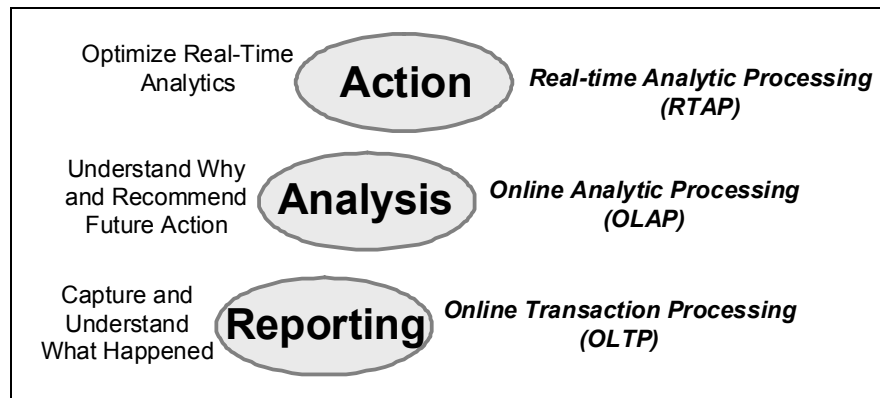 Optimize Real-Time
Analytics
Action
Real-time Analytic Processing
(RTAP)
Understand Why
and Recommend
Future Action
Analysis
Online Analytic Processing
(OLAP)
Capture and
Understand
What Happened
Reporting
Online Transaction Processing
(OLTP)